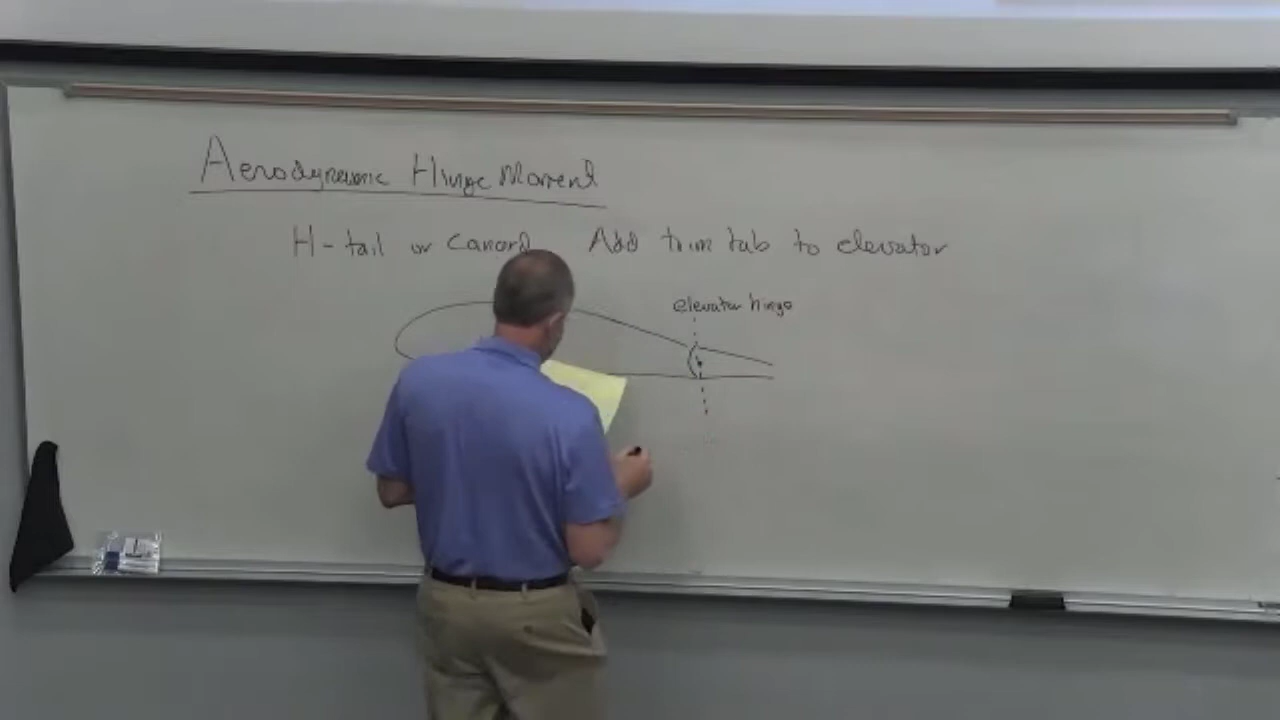 Aerodynamic Hinge Moment
H-tail or Canard Add trim tab to elevator
elevator hinge